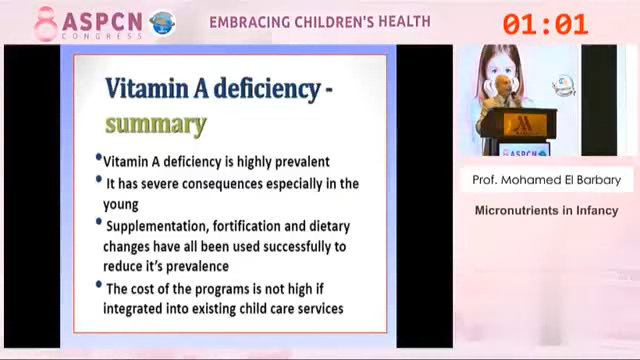 ASPCN
CONGRESS
EMBRACING CHILDREN'S HEALTH
01:01
Vitamin A deficiency -
summary
•Vitamin A deficiency is highly prevalent
• It has severe consequences especially in the
young
• Supplementation, fortification and dietary
changes have all been used successfully to
reduce it's prevalence
• The cost of the programs is not high if
integrated into existing child care services
ASPCN
Prof. Mohamed El Barbary
Micronutrients in Infancy